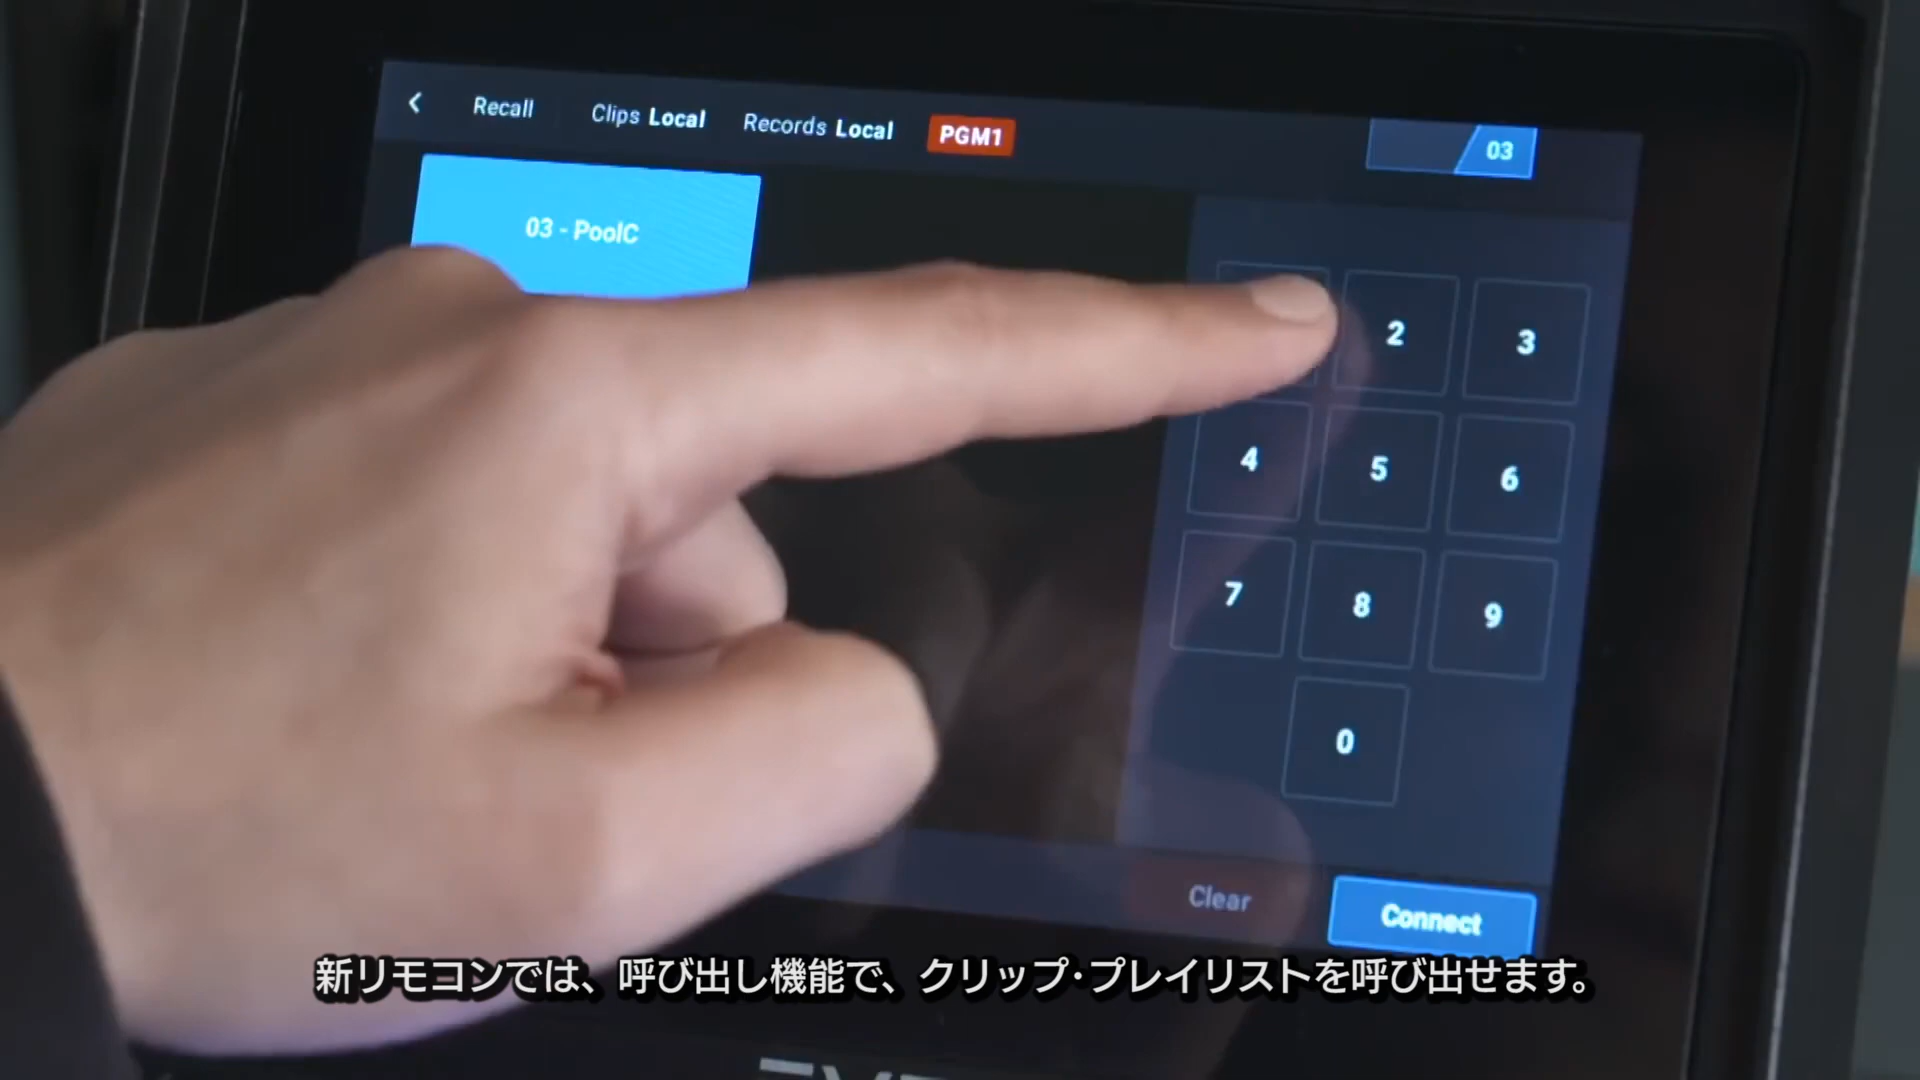 Recall Clips Local Records Local PGM1 03
03 - PoolC
2 3
4 5 6
7 8 9
0
Clear Connect
新リモコンでは、呼び出し機能で、クリップ・プレイリストを呼び出せます。